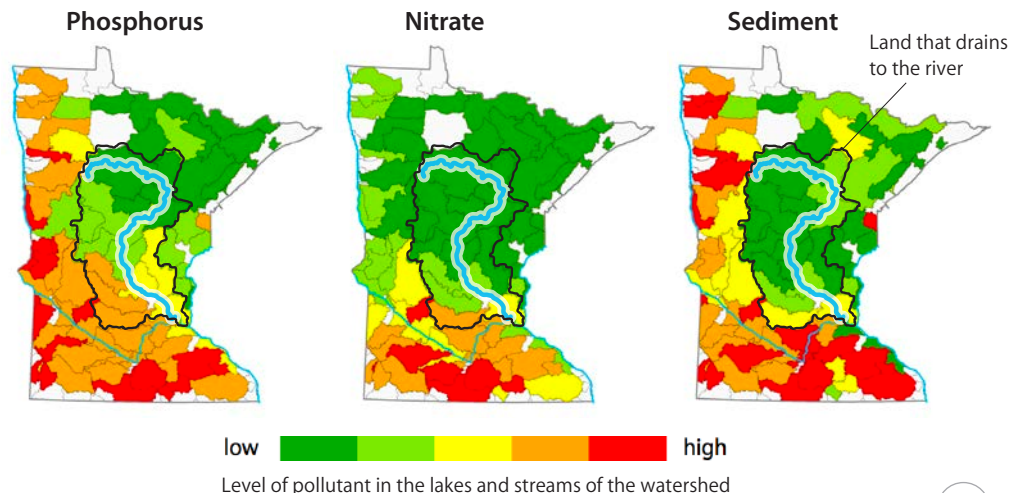 Phosphorus
Nitrate
Sediment
Land that drains
to the river
low
high
Level of pollutant in the lakes and streams of the watershed